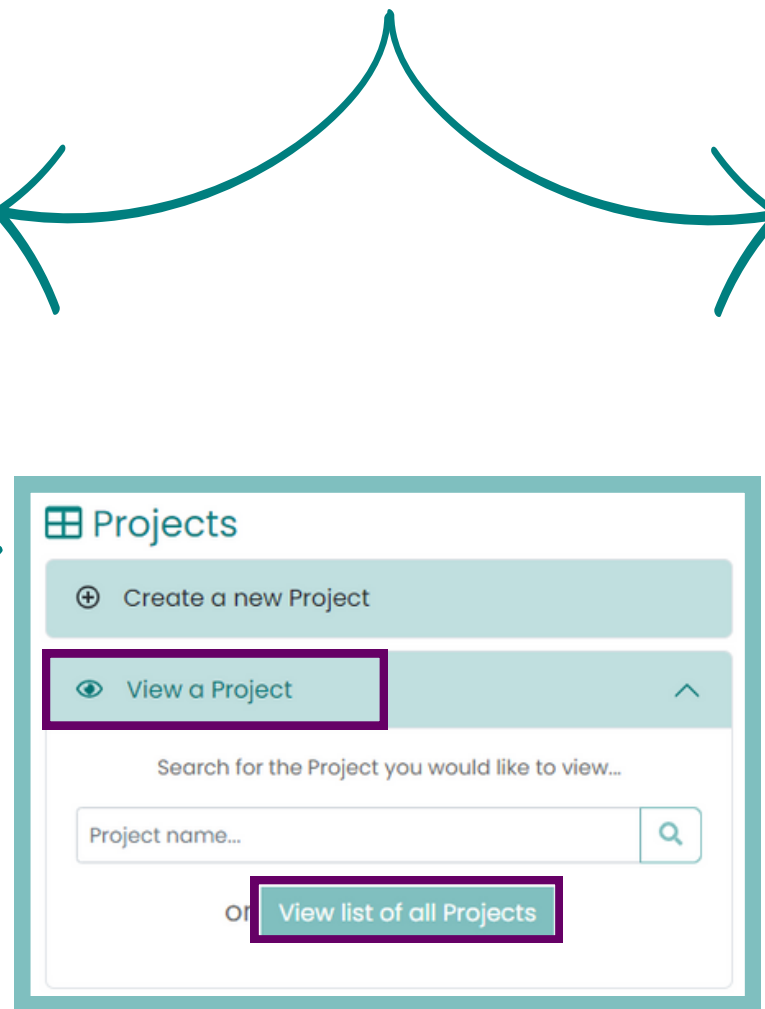 Projects
Create a new Project
View a Project
Search for the Project you would like to view...
Project name...
or View list of all Projects